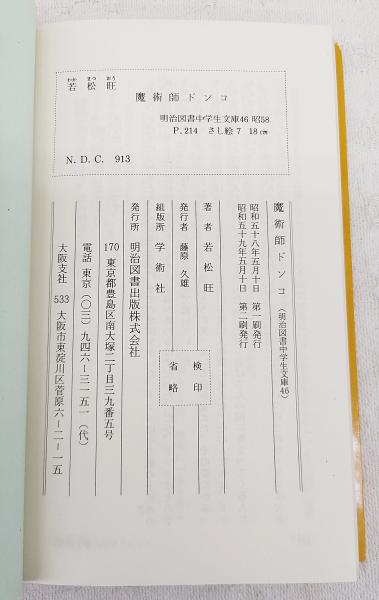 わか まつ おう
若松旺
魔術師ドンコ
明治図書中学生文庫46 昭58
P.214 さし絵7 18㎝
N.D.C. 913
魔術師ドンコ(明治図書中学生文庫46)
昭和五十八年五月十日 第一刷発行
昭和五十九年五月十日 第二刷発行
著者 若松旺
発行者 藤原久雄
組版所 学術社
発行所 明治図書出版株式会社
170 東京都豊島区南大塚二丁目三九番五号
電話 東京(〇三)九四六ー三一五一(代)
大阪支社 533 大阪市東淀川区菅原六ー二ー一五
検印
省略